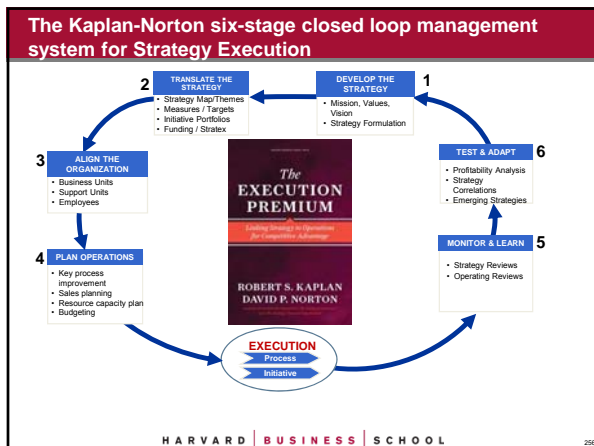 The Kaplan-Norton six-stage closed loop management
system for Strategy Execution
1
DEVELOP THE
STRATEGY
• Mission, Values,
Vision
• Strategy Formulation
2
TRANSLATE THE
STRATEGY
• Strategy Map/Themes
• Measures / Targets
• Initiative Portfolios
• Funding / Stratex
3
ALIGN THE
ORGANIZATION
• Business Units
• Support Units
• Employees
4
PLAN OPERATIONS
• Key process
improvement
• Sales planning
• Resource capacity plan
• Budgeting
EXECUTION
Process
Initiative
5
MONITOR & LEARN
• Strategy Reviews
• Operating Reviews
6
TEST & ADAPT
• Profitability Analysis
• Strategy
Correlations
• Emerging Strategies
The
EXECUTION
PREMIUM
Linking Strategy to Operations
for Competitive Advantage
ROBERT S. KAPLAN
DAVID P. NORTON
HARVARD | BUSINESS | SCHOOL